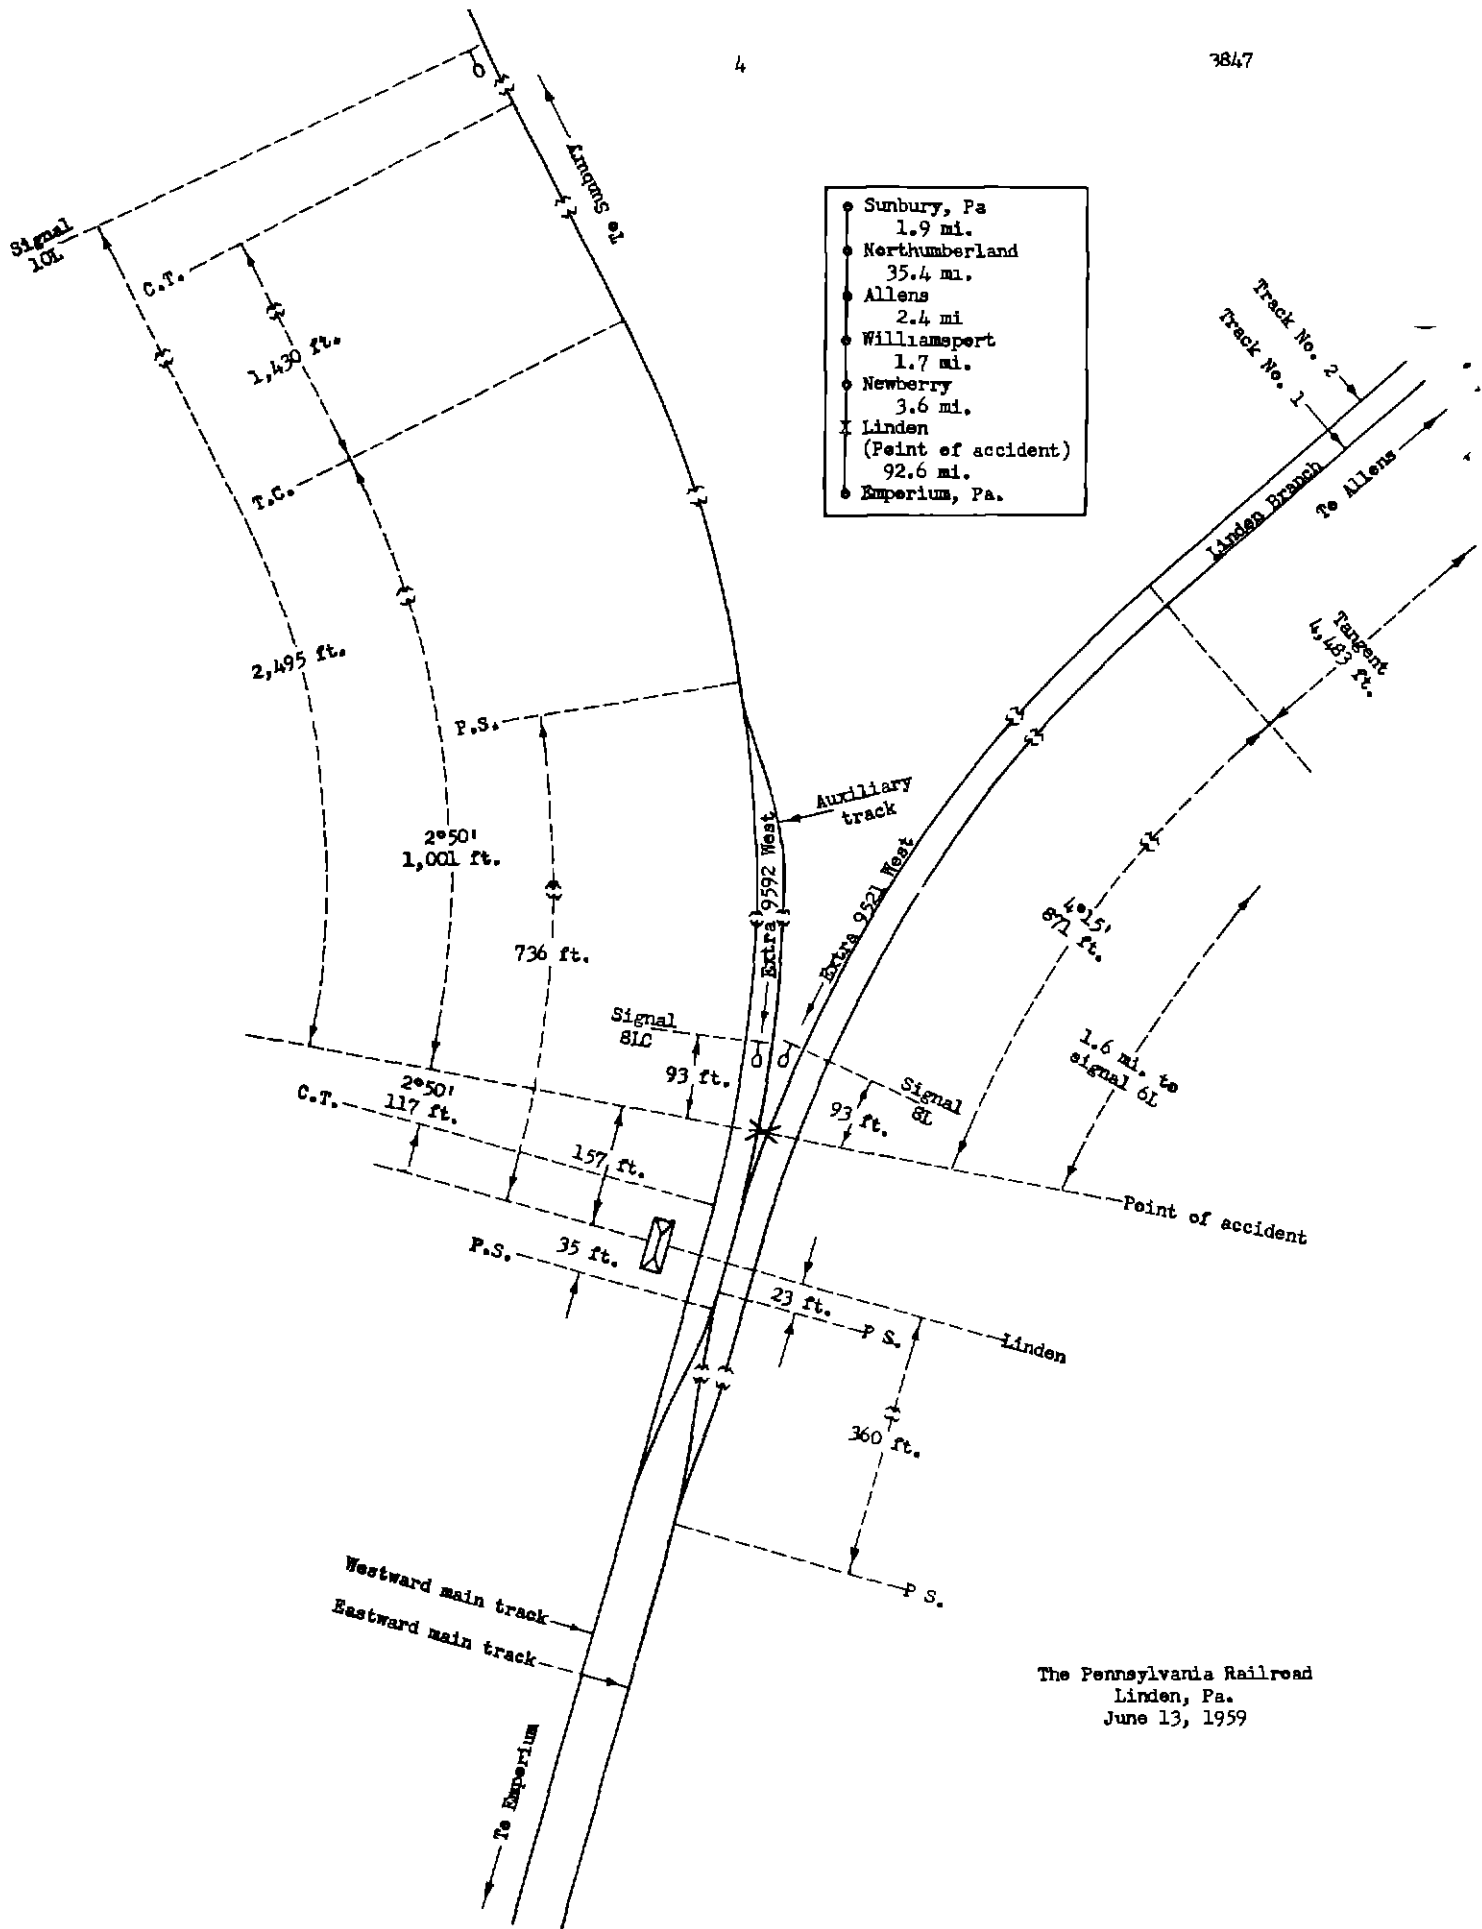 4
3847
Signal
10L
C.T.
1,430 ft.
To Sunbury
T.C.
2,495 ft.
Sunbury, Pa
1.9 mi.
Northumberland
35.4 mi.
Allens
2.4 mi
Williamsport
1.7 mi.
Newberry
3.6 mi.
Linden
(Point of accident)
92.6 mi.
Emporium, Pa.
Track No. 2
Track No. 1
Linden Branch
To Allens
Tangent
4,483 ft.
P.S.
Auxiliary
track
2°50'
1,001 ft.
736 ft.
Extra 9592 West
Extra 9521 West
4°15'
871 ft.
1.6 mi. to
signal 6L
Signal
8LC
93 ft.
Signal
8L
93 ft.
2°50'
117 ft.
C.T.
157 ft.
Point of accident
P.S.
35 ft.
23 ft.
P S.
Linden
360 ft.
P S.
Westward main track
Eastward main track
To Emporium
The Pennsylvania Railroad
Linden, Pa.
June 13, 1959